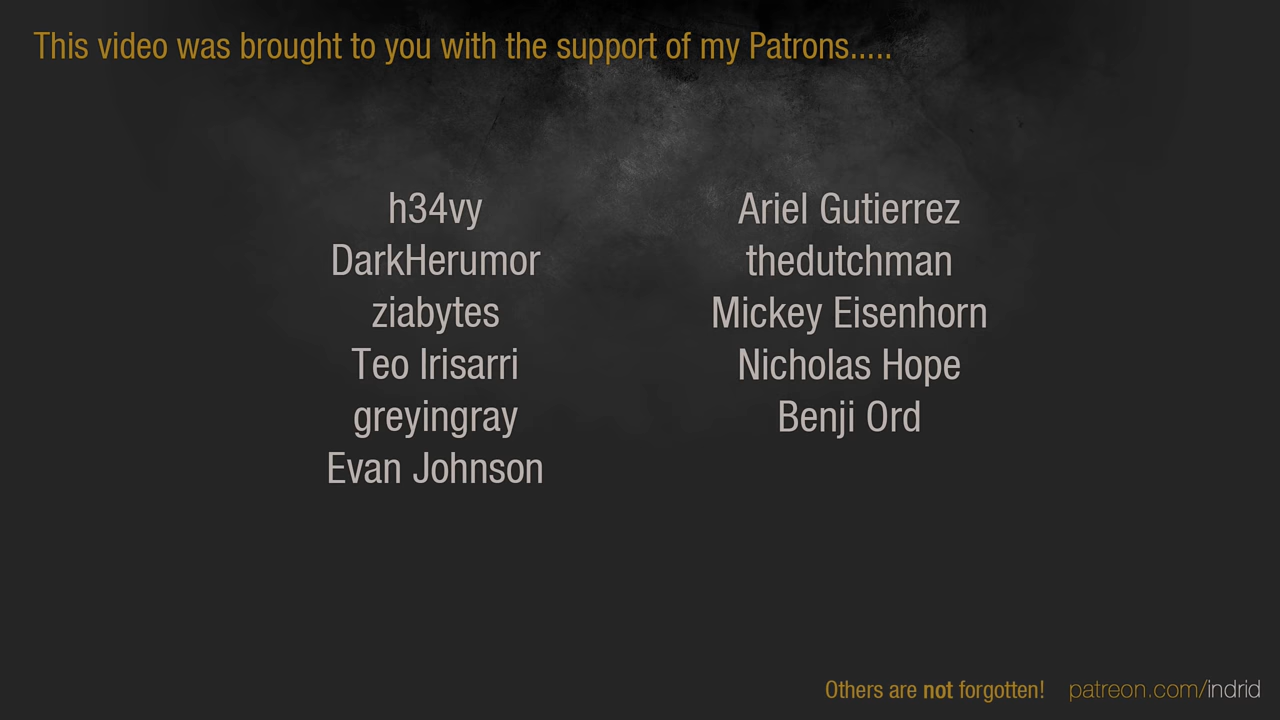 This video was brought to you with the support of my Patrons.....
h34vy
DarkHerumor
ziabytes
Teo Irisarri
greyingray
Evan Johnson
Ariel Gutierrez
thedutchman
Mickey Eisenhorn
Nicholas Hope
Benji Ord
Others are not forgotten! patreon.com/indrid